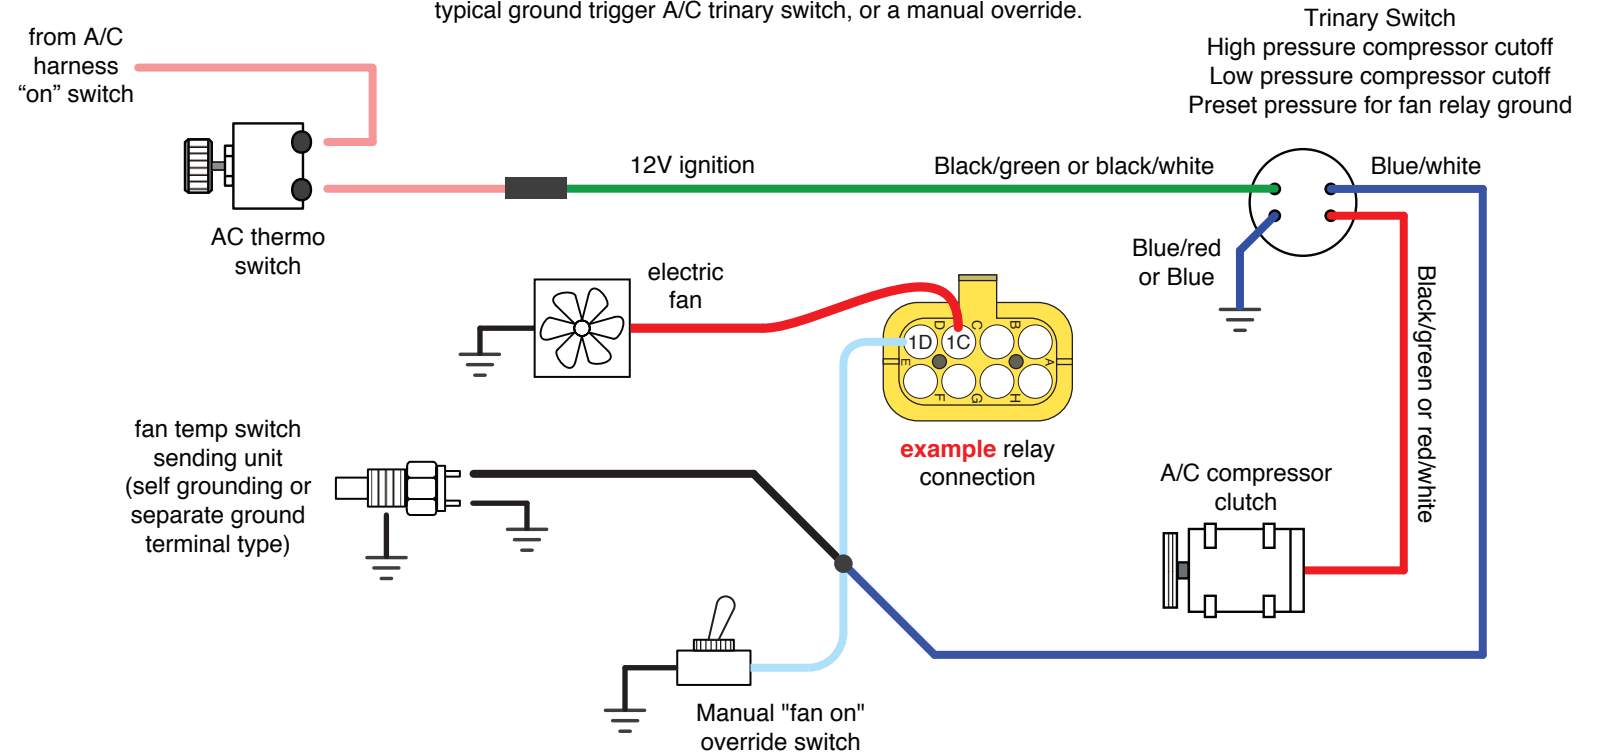 typical ground trigger A/C trinary switch, or a manual override.
from A/C
harness
“on” switch
Trinary Switch
High pressure compressor cutoff
Low pressure compressor cutoff
Preset pressure for fan relay ground
12V ignition
Black/green or black/white
Blue/white
AC thermo
switch
Blue/red
or Blue
electric
fan
Black/green or red/white
D
C
B
1D
1C
E
A
F
G
H
example relay
connection
fan temp switch
sending unit
(self grounding or
separate ground
terminal type)
A/C compressor
clutch
Manual "fan on"
override switch